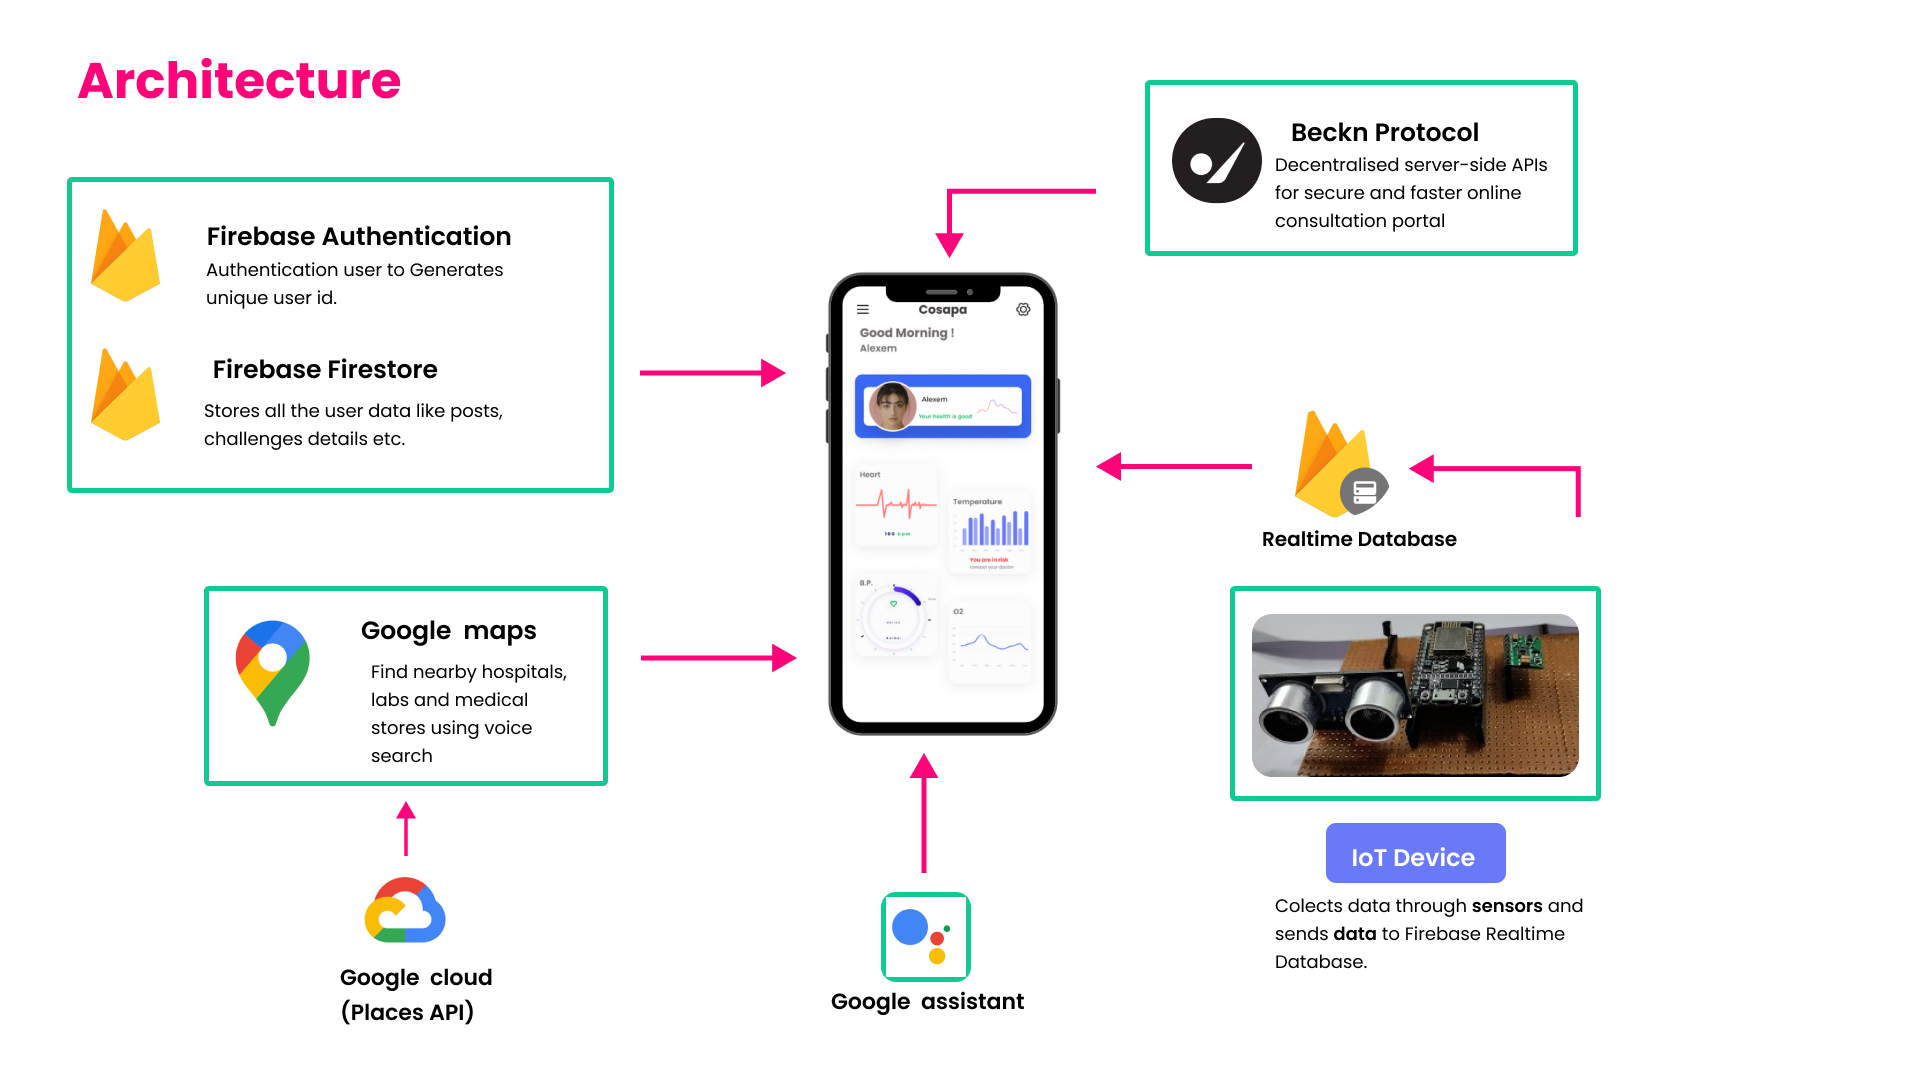 Architecture
Firebase Authentication
Authentication user to Generates
unique user id.
Firebase Firestore
Stores all the user data like posts,
challenges details etc.
Google maps
Find nearby hospitals,
labs and medical
stores using voice
search
Google cloud
(Places API)
Cosapa
Good Morning !
Alexem
Alexem
Your health is good
Heart
Temperature
You are in risk
B.P.
O2
Google assistant
Beckn Protocol
Decentralised server-side APIs
for secure and faster online
consultation portal
Realtime Database
IoT Device
Colects data through sensors and
sends data to Firebase Realtime
Database.